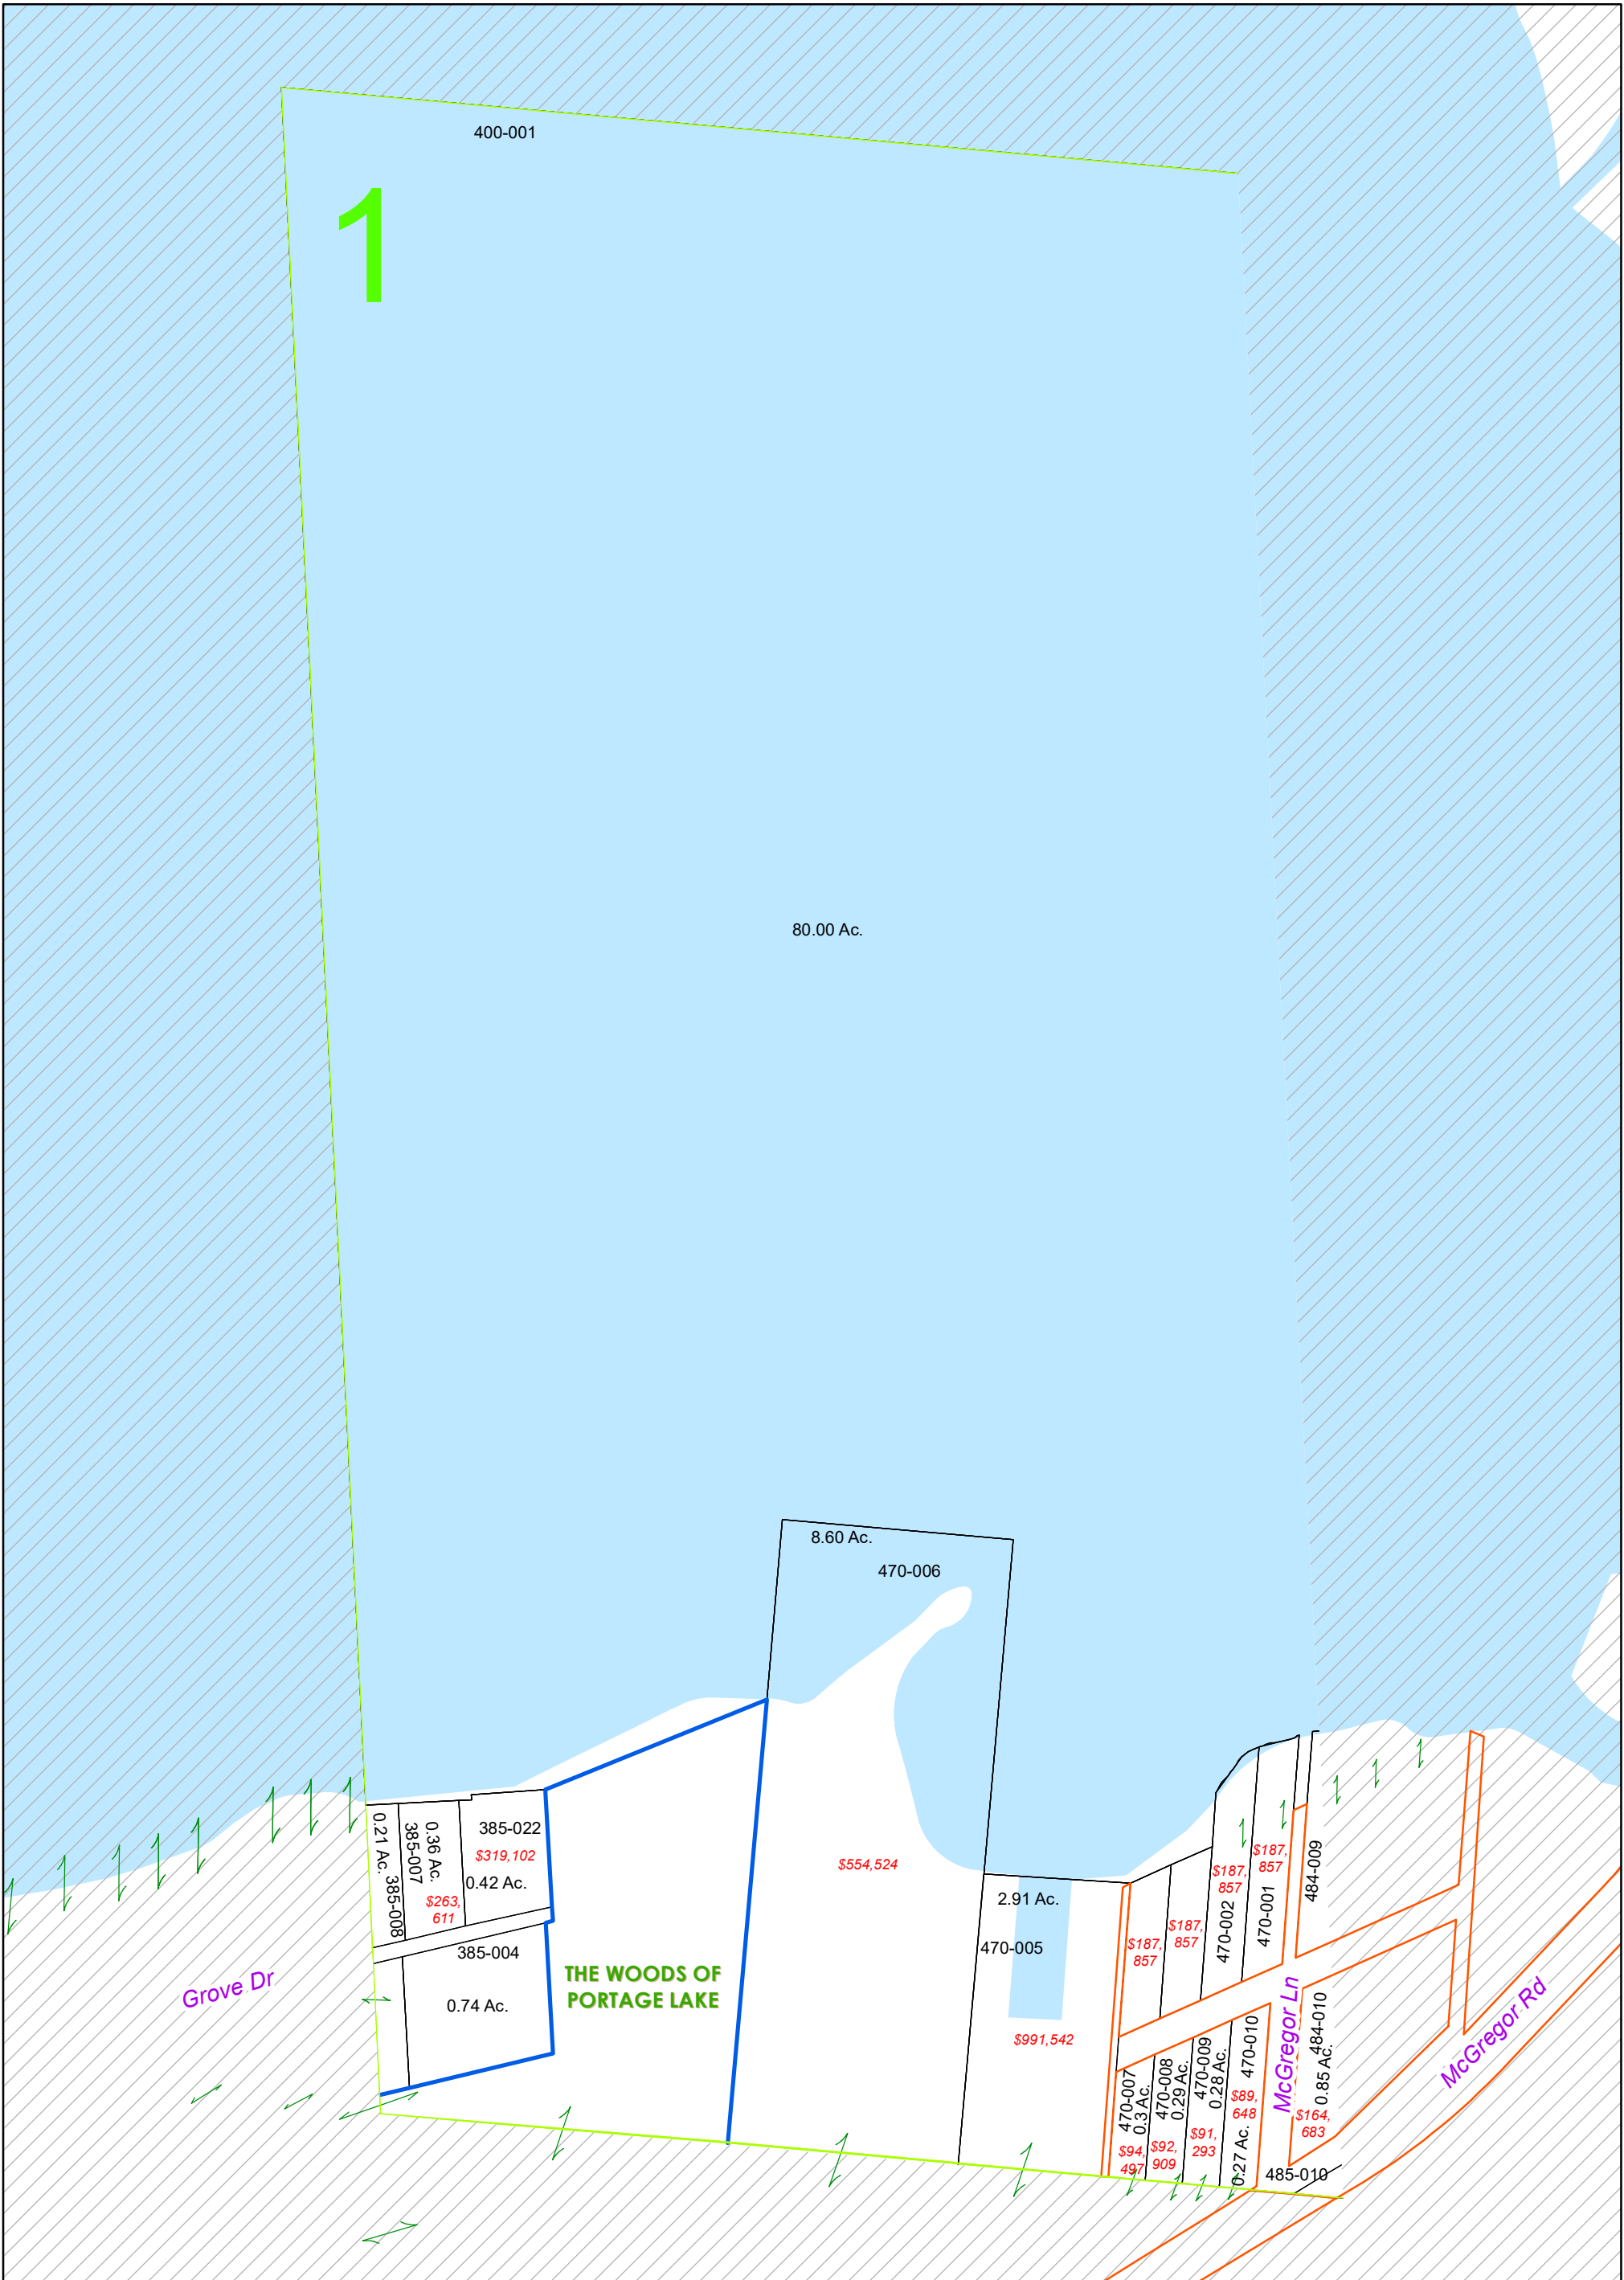 400-001
1
80.00 Ac.
8.60 Ac.
470-006
0.21 Ac.
385-008
385-007
0.36 Ac.
$263,
611
385-022
$319,102
0.42 Ac.
385-004
0.74 Ac.
Grove Dr
THE WOODS OF
PORTAGE LAKE
$554,524
2.91 Ac.
470-005
$991,542
$187,
857
$187,
857
$187,
857
470-002
$187,
857
470-001
484-009
470-007
0.3 Ac.
$94,
497
470-008
0.29 Ac.
$92,
909
470-009
0.28 Ac.
$91,
293
470-010
$89,
648
0.27 Ac.
McGregor Ln
484-010
0.85 Ac.
$164,
683
485-010
McGregor Rd